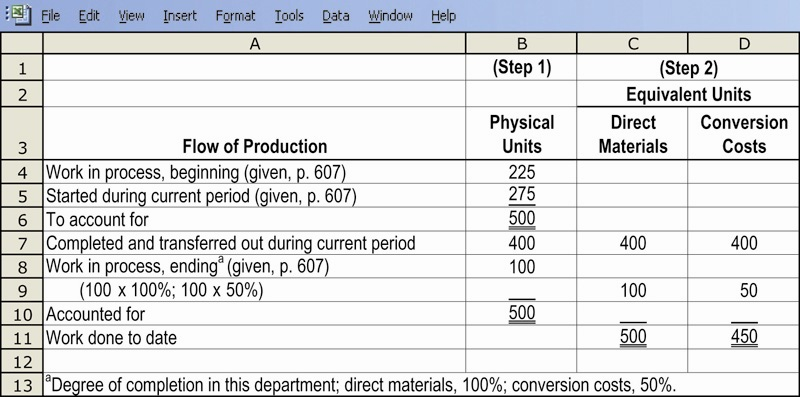 File Edit View Insert Format Tools Data Window Help
A B C D
1 (Step 1) (Step 2)
2 Equivalent Units
Physical Direct Conversion
3 Flow of Production Units Materials Costs
4 Work in process, beginning (given, p. 607) 225
5 Started during current period (given, p. 607) 275
6 To account for 500
7 Completed and transferred out during current period 400 400 400
8 Work in process, endingᵃ (given, p. 607) 100
9 (100 x 100%; 100 x 50%) 100 50
10 Accounted for 500
11 Work done to date 500 450
12
13 ᵃDegree of completion in this department; direct materials, 100%; conversion costs, 50%.